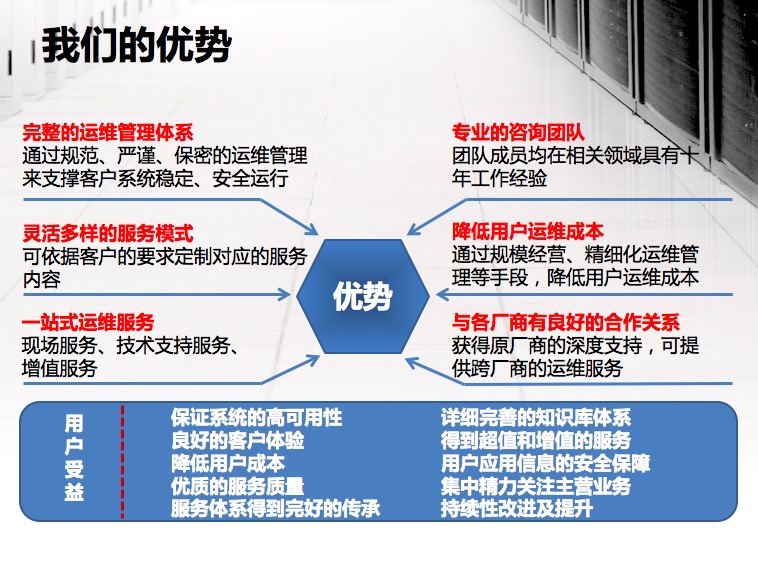 我们的优势
完整的运维管理体系
通过规范、严谨、保密的运维管理
来支撑客户系统稳定、安全运行
灵活多样的服务模式
可依据客户的要求定制对应的服务
内容
一站式运维服务
现场服务、技术支持服务、
增值服务
优势
专业的咨询团队
团队成员均在相关领域具有十
年工作经验
降低用户运维成本
通过规模经营、精细化运维管
理等手段，降低用户运维成本
与各厂商有良好的合作关系
获得原厂商的深度支持，可提
供跨厂商的运维服务
用户受益
保证系统的高可用性
良好的客户体验
降低用户成本
优质的服务质量
服务体系得到完好的传承
详细完善的知识库体系
得到超值和增值的服务
用户应用信息的安全保障
集中精力关注主营业务
持续性改进及提升